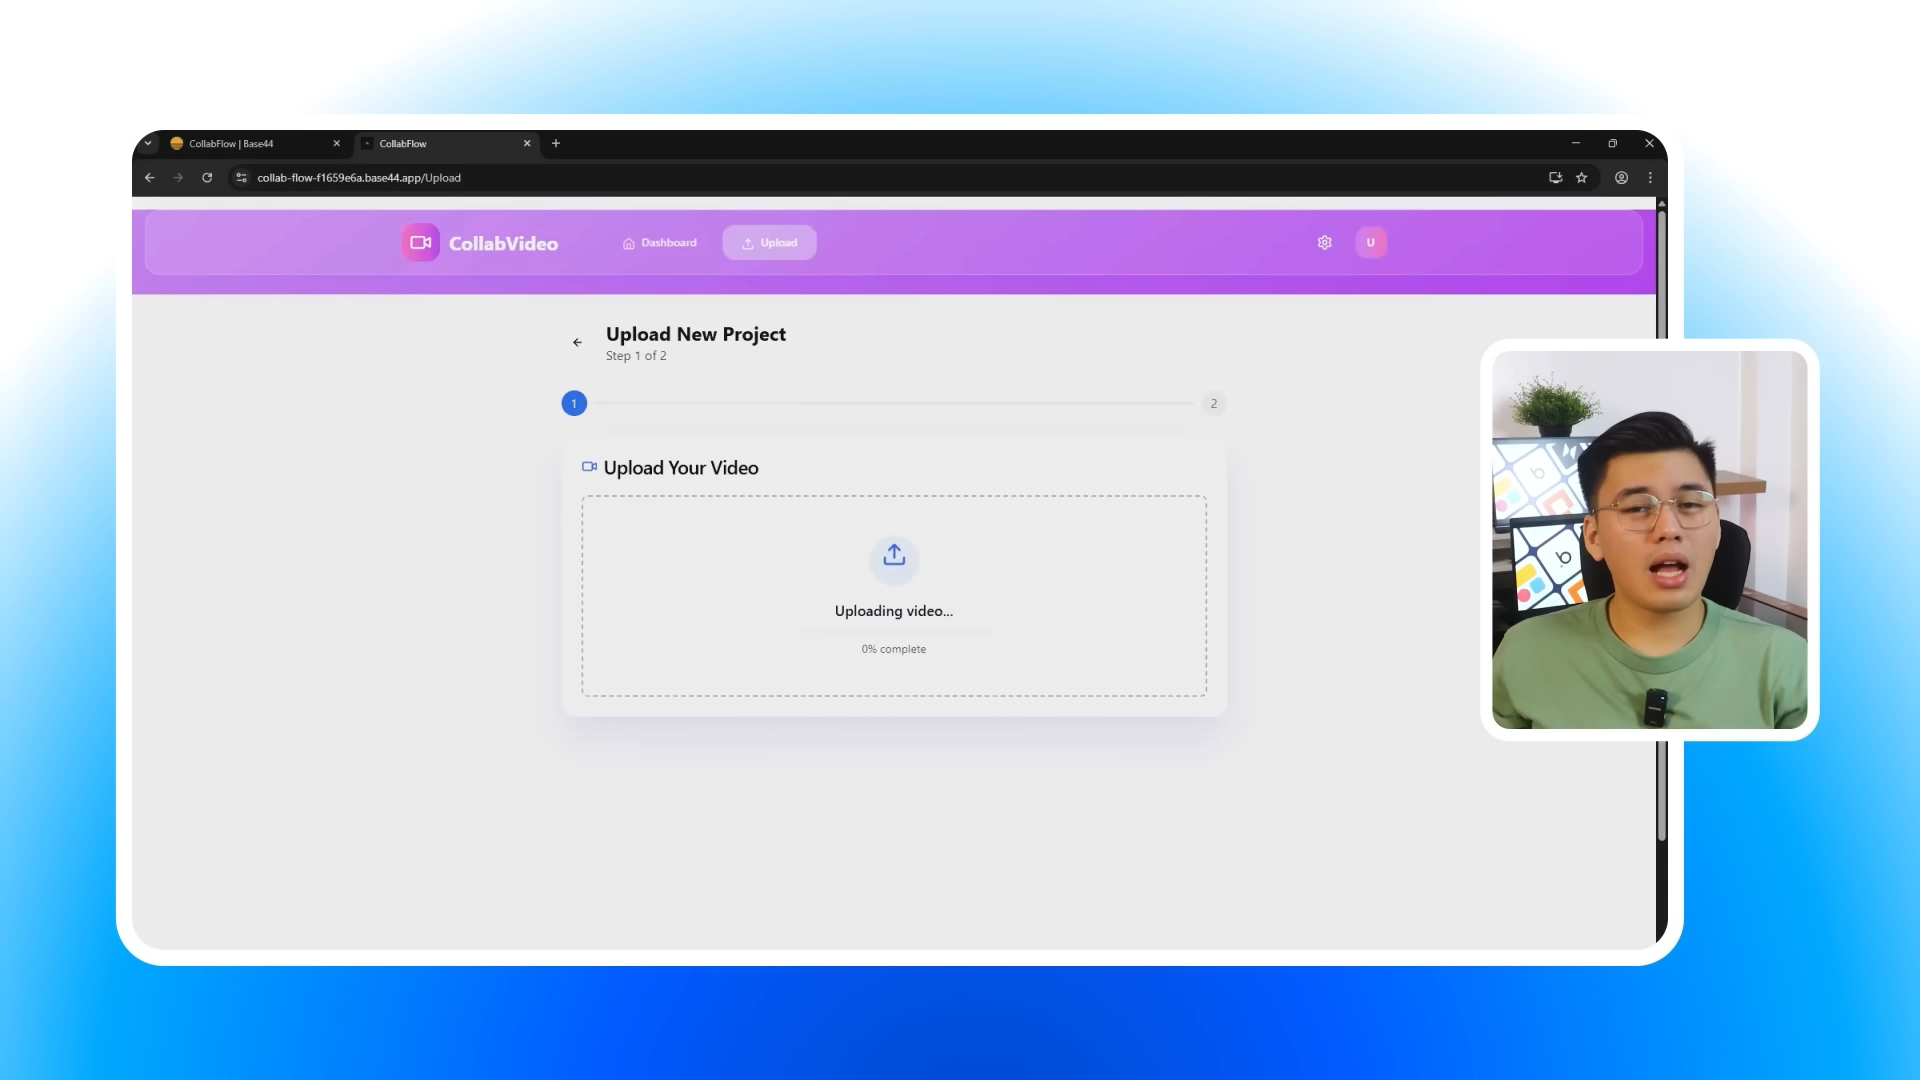 CollabFlow | Base44
CollabFlow
collab-flow-f1659e6a.base44.app/Upload
CollabVideo
Dashboard
Upload
U
Upload New Project
Step 1 of 2
1
2
Upload Your Video
Uploading video...
0% complete